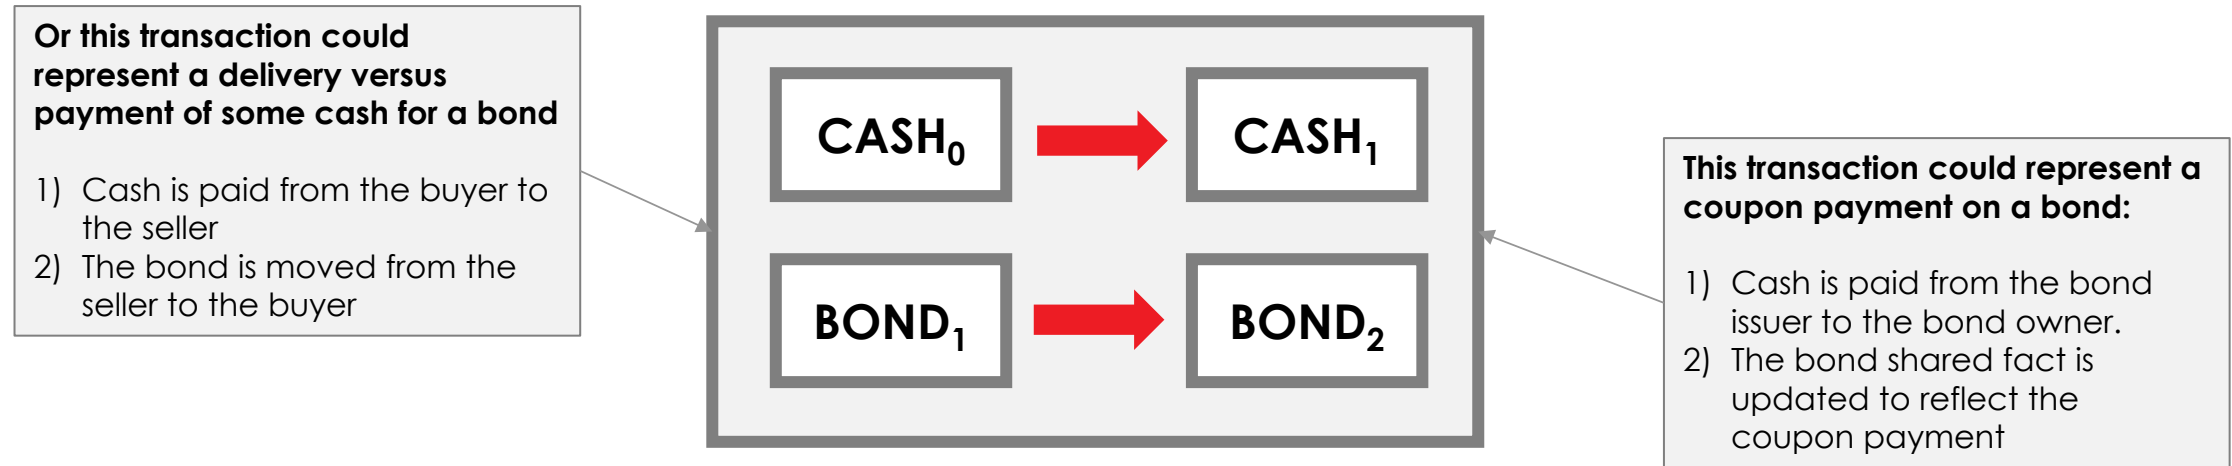 Or this transaction could
represent a delivery versus
payment of some cash for a bond
1) Cash is paid from the buyer to
the seller
2) The bond is moved from the
seller to the buyer
CASH0
CASH1
BOND1
BOND2
This transaction could represent a
coupon payment on a bond:
1) Cash is paid from the bond
issuer to the bond owner.
2) The bond shared fact is
updated to reflect the
coupon payment